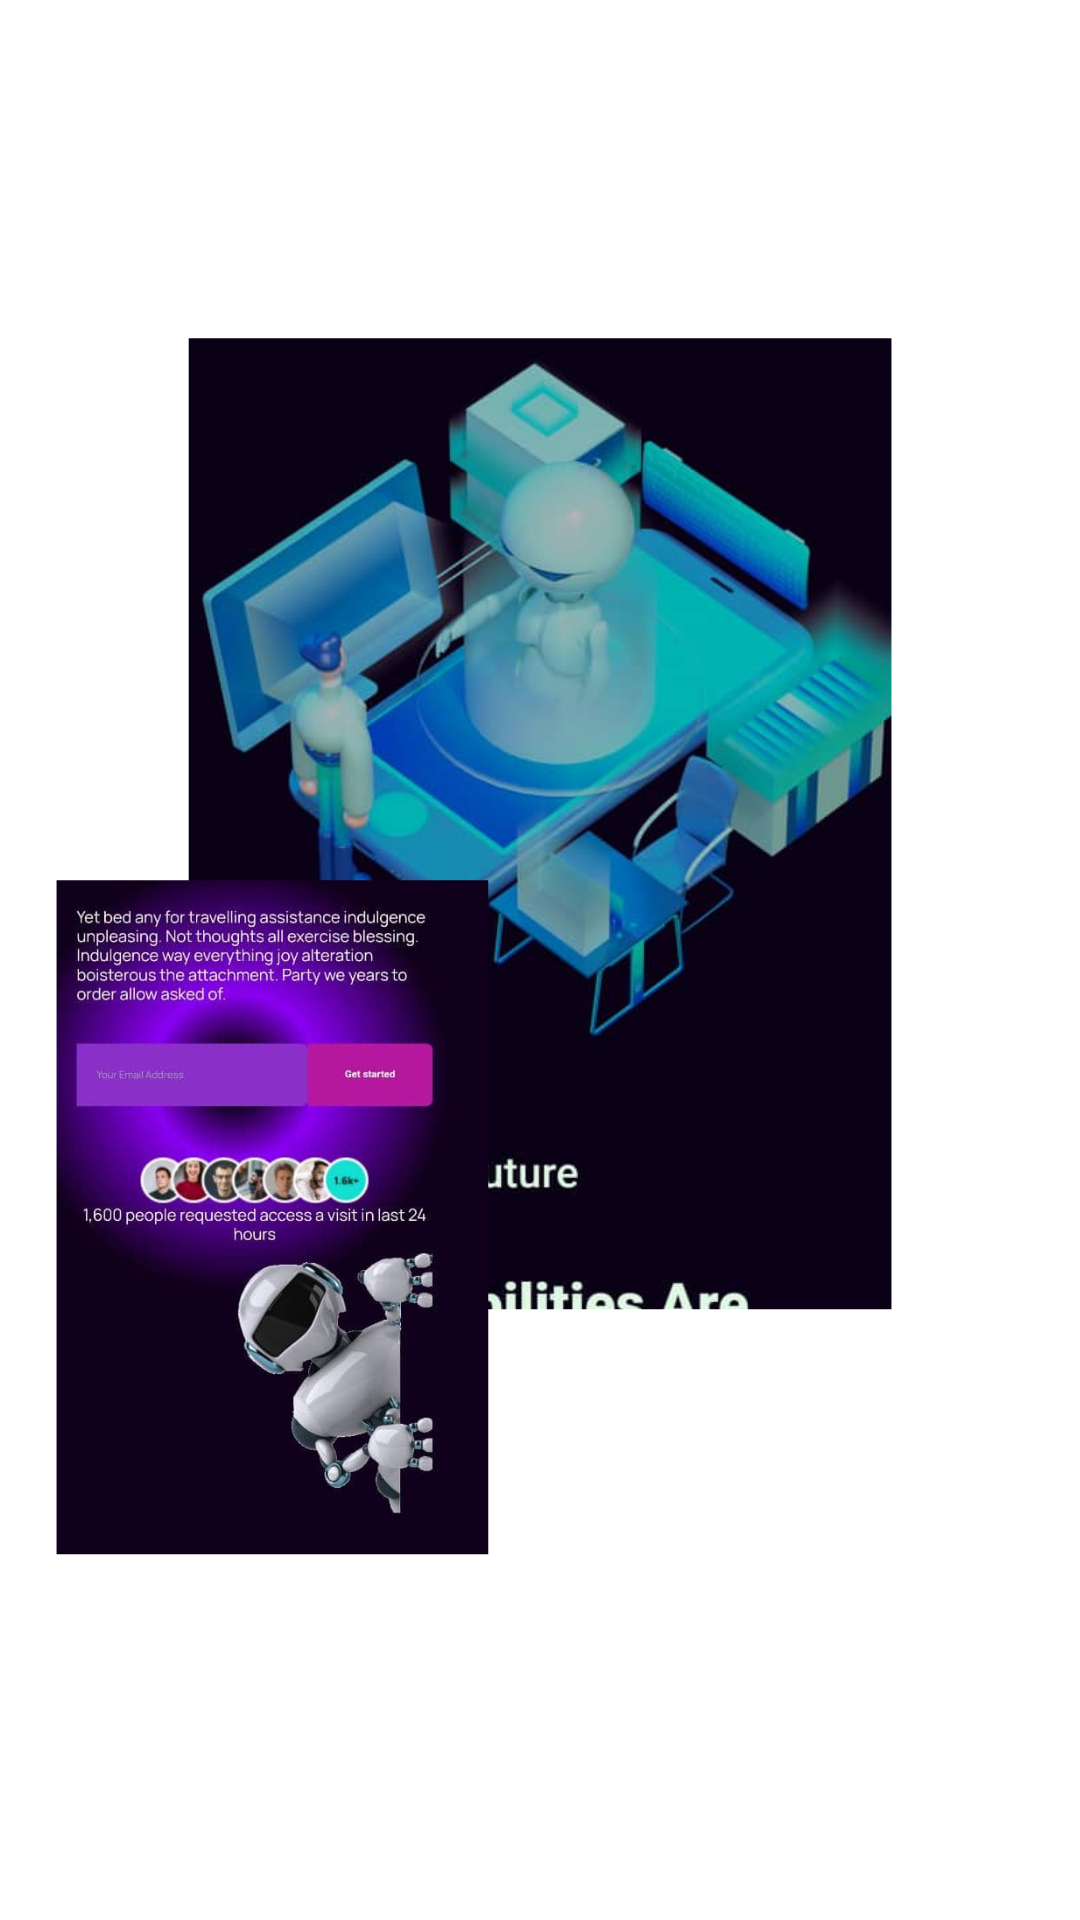 Yet bed any for travelling assistance indulgence
unpleasing. Not thoughts all exercise blessing.
Indulgence way everything joy alteration
boisterous the attachment. Party we years to
order allow asked of.
Your Email Address
Get started
1.6k+
1,600 people requested access a visit in last 24
hours
uture
bilities Are